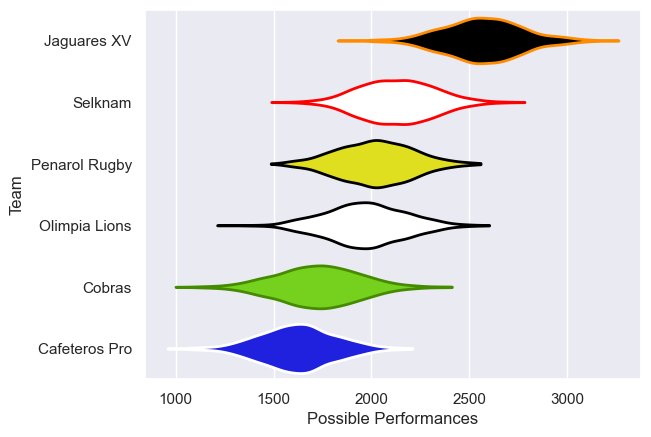 Jaguares XV
Selknam
Penarol Rugby
Olimpia Lions
Cobras
Cafeteros Pro
Team
1000 1500 2000 2500 3000
Possible Performances